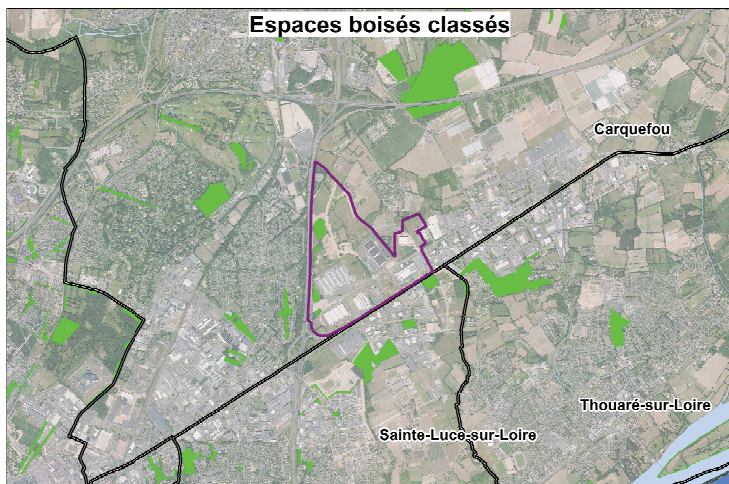 Espaces boisés classés
Carquefou
Thouaré-sur-Loire
Sainte-Luce-sur-Loire